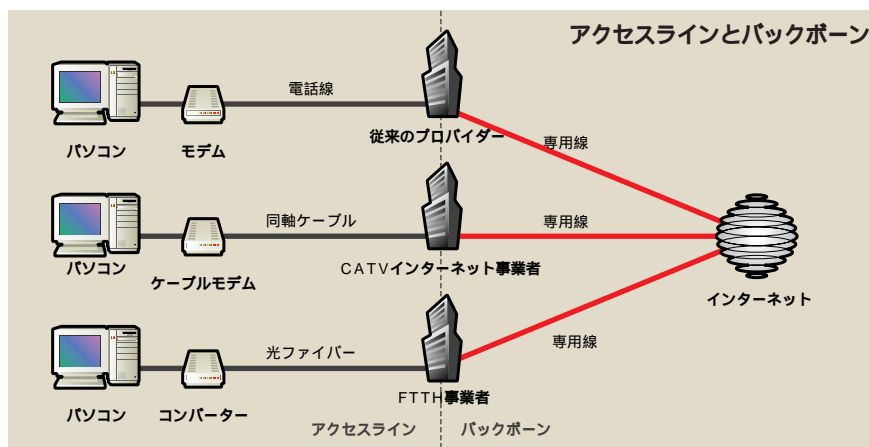 アクセスラインとバックボーン
電話線
パソコン
モデム
従来のプロバイダー
専用線
同軸ケーブル
専用線
パソコン
ケーブルモデム
CATVインターネット事業者
インターネット
光ファイバー
専用線
パソコン
コンバーター
FTTH事業者
アクセスライン
バックボーン